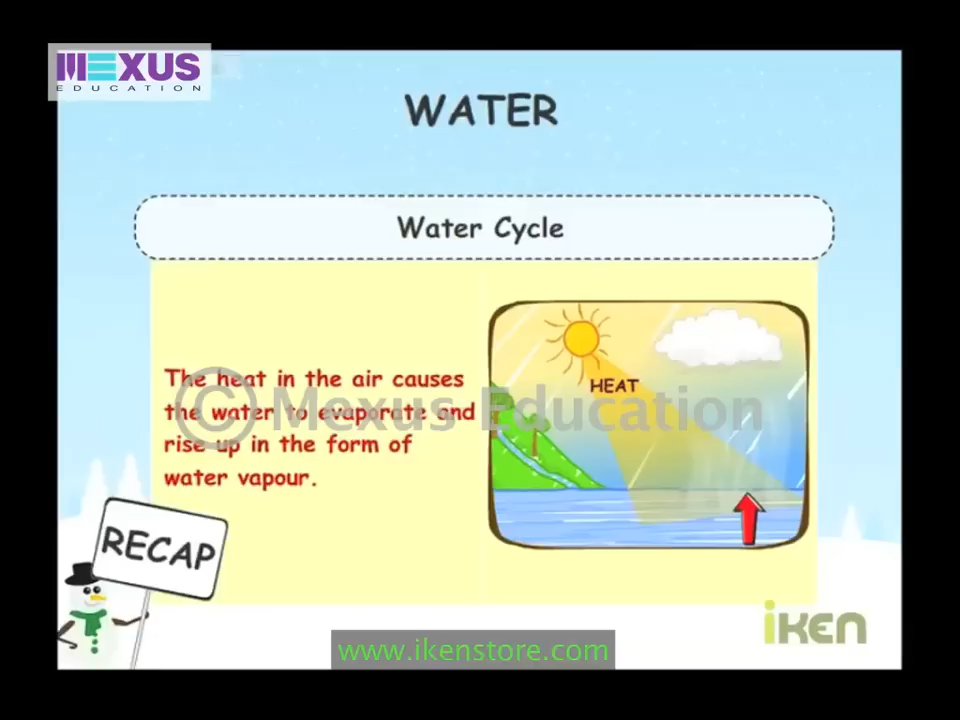 MEXUS
EDUCATION
WATER
Water Cycle
The heat in the air causes
the water to evaporate and
rise up in the form of
water vapour.
HEAT
© Mexus Education
RECAP
iKEN
www.ikenstore.com